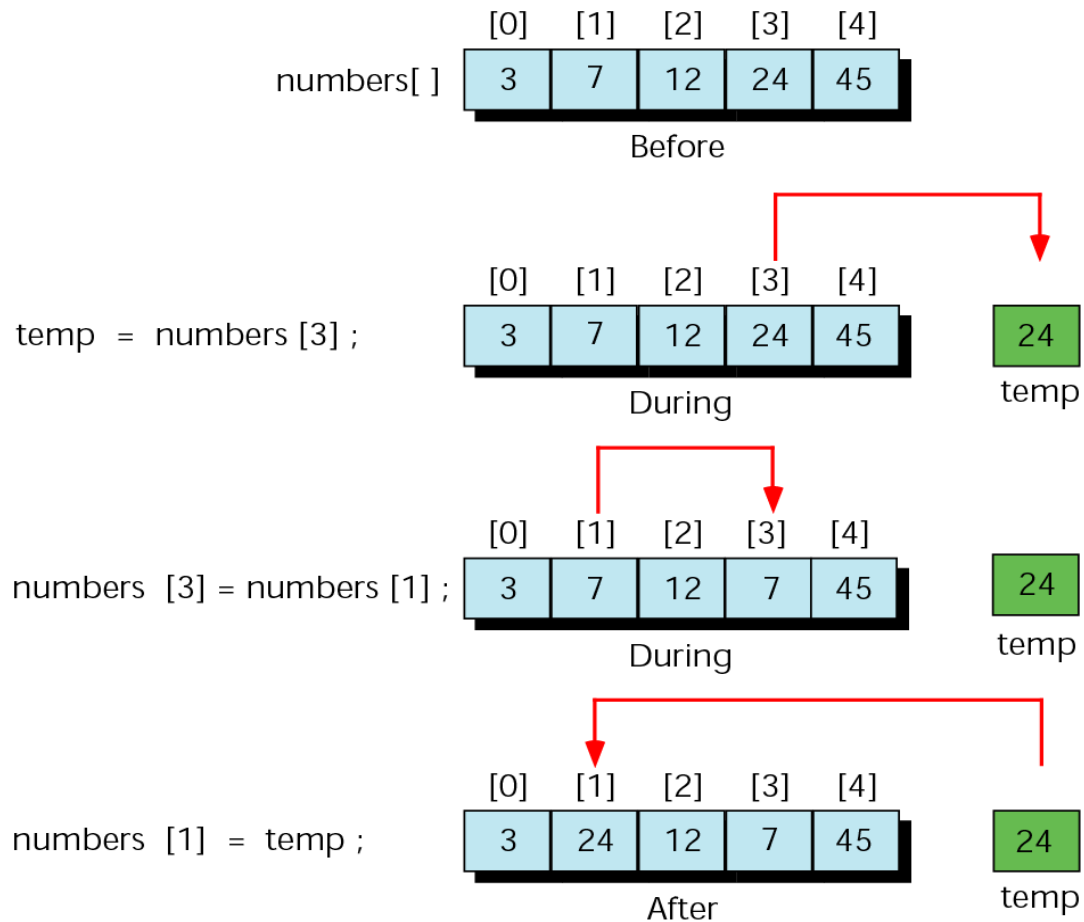 [0] [1] [2] [3] [4]
numbers[ ] 3 7 12 24 45
Before
[0] [1] [2] [3] [4]
temp = numbers [3] ; 3 7 12 24 45 24
During temp
[0] [1] [2] [3] [4]
numbers [3] = numbers [1] ; 3 7 12 7 45 24
During temp
[0] [1] [2] [3] [4]
numbers [1] = temp ; 3 24 12 7 45 24
After temp